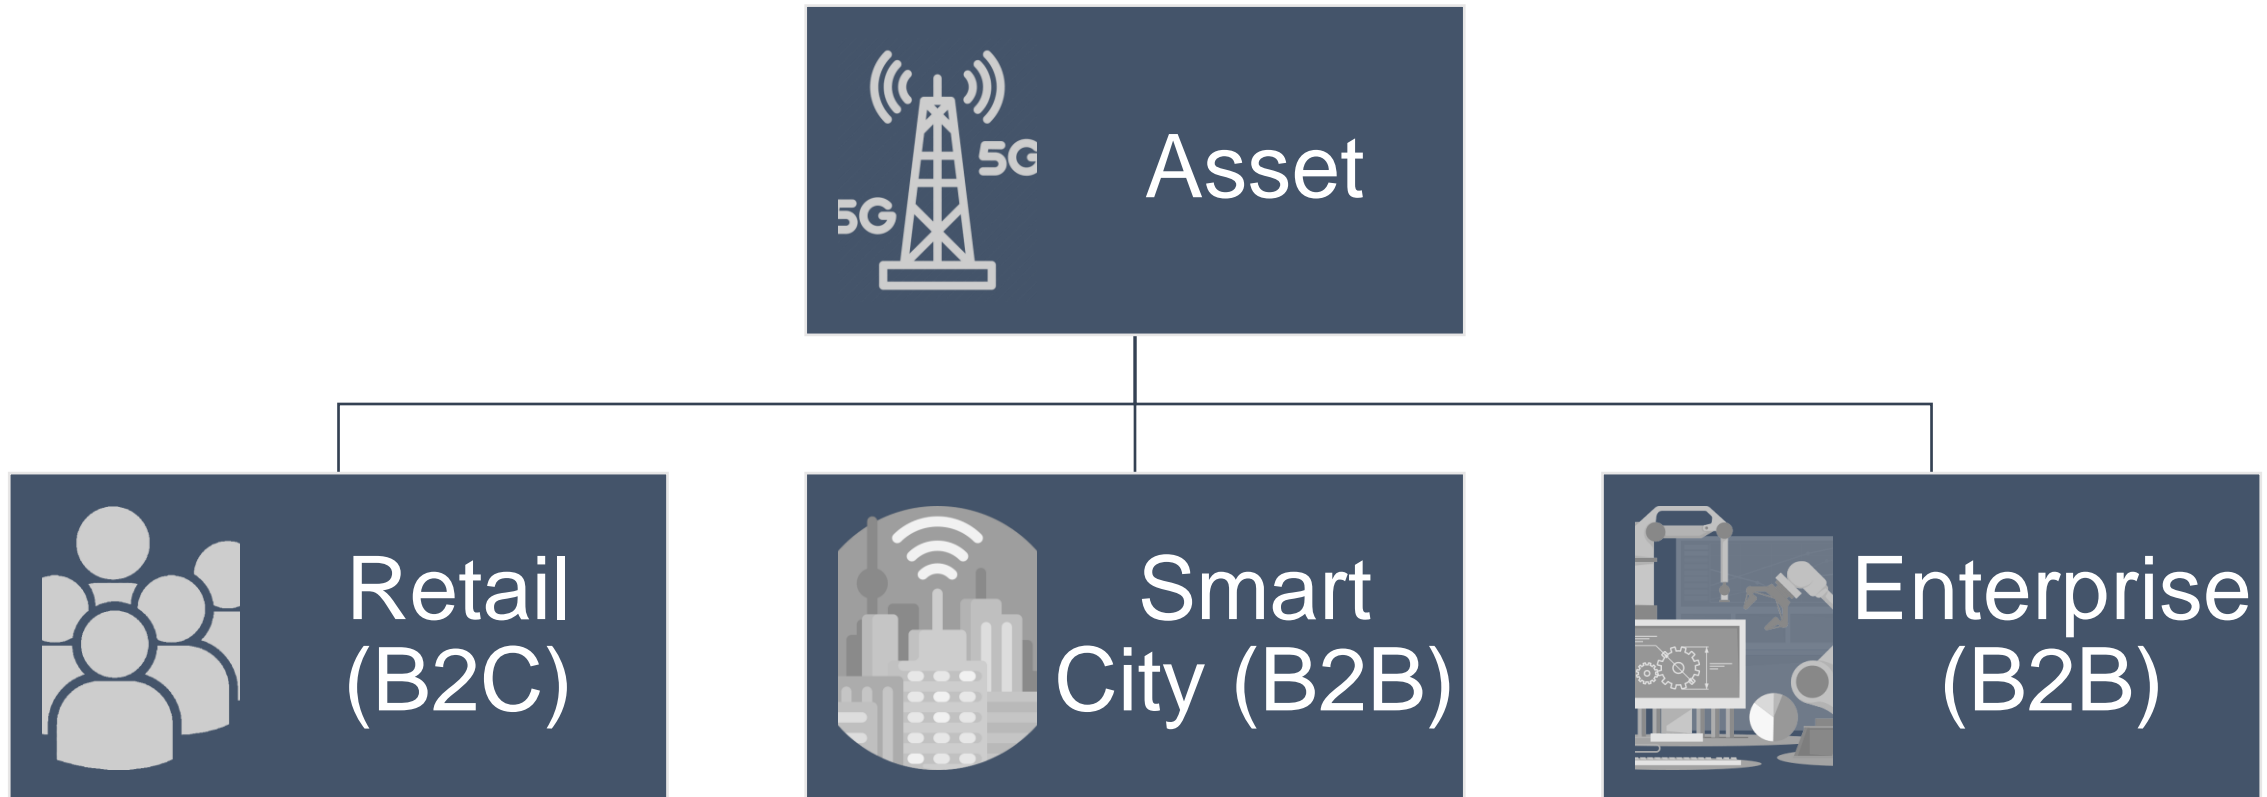 5G
Asset
5G
Retail
(B2C)
Smart
City (B2B)
Enterprise
(B2B)